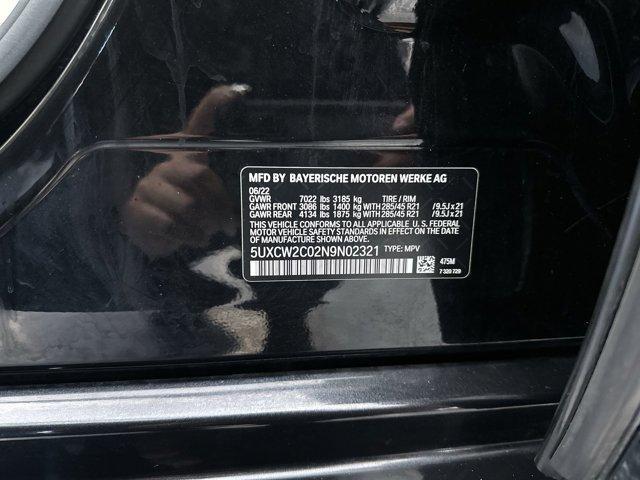 MFD BY BAYERISCHE MOTOREN WERKE AG
06/22
GVWR 7022 lbs 3185 kg TIRE / RIM
GAWR FRONT 3086 lbs 1400 kg WITH 285/45 R21 /9.5J x 21
GAWR REAR 4134 lbs 1875 kg WITH 285/45 R21 /9.5J x 21
THIS VEHICLE CONFORMS TO ALL APPLICABLE U. S. FEDERAL
MOTOR VEHICLE SAFETY STANDARDS IN EFFECT ON THE
DATE OF MANUFACTURE SHOWN ABOVE.
5UXCW2C02N9N02321 TYPE: MPV
475M
7 320 729